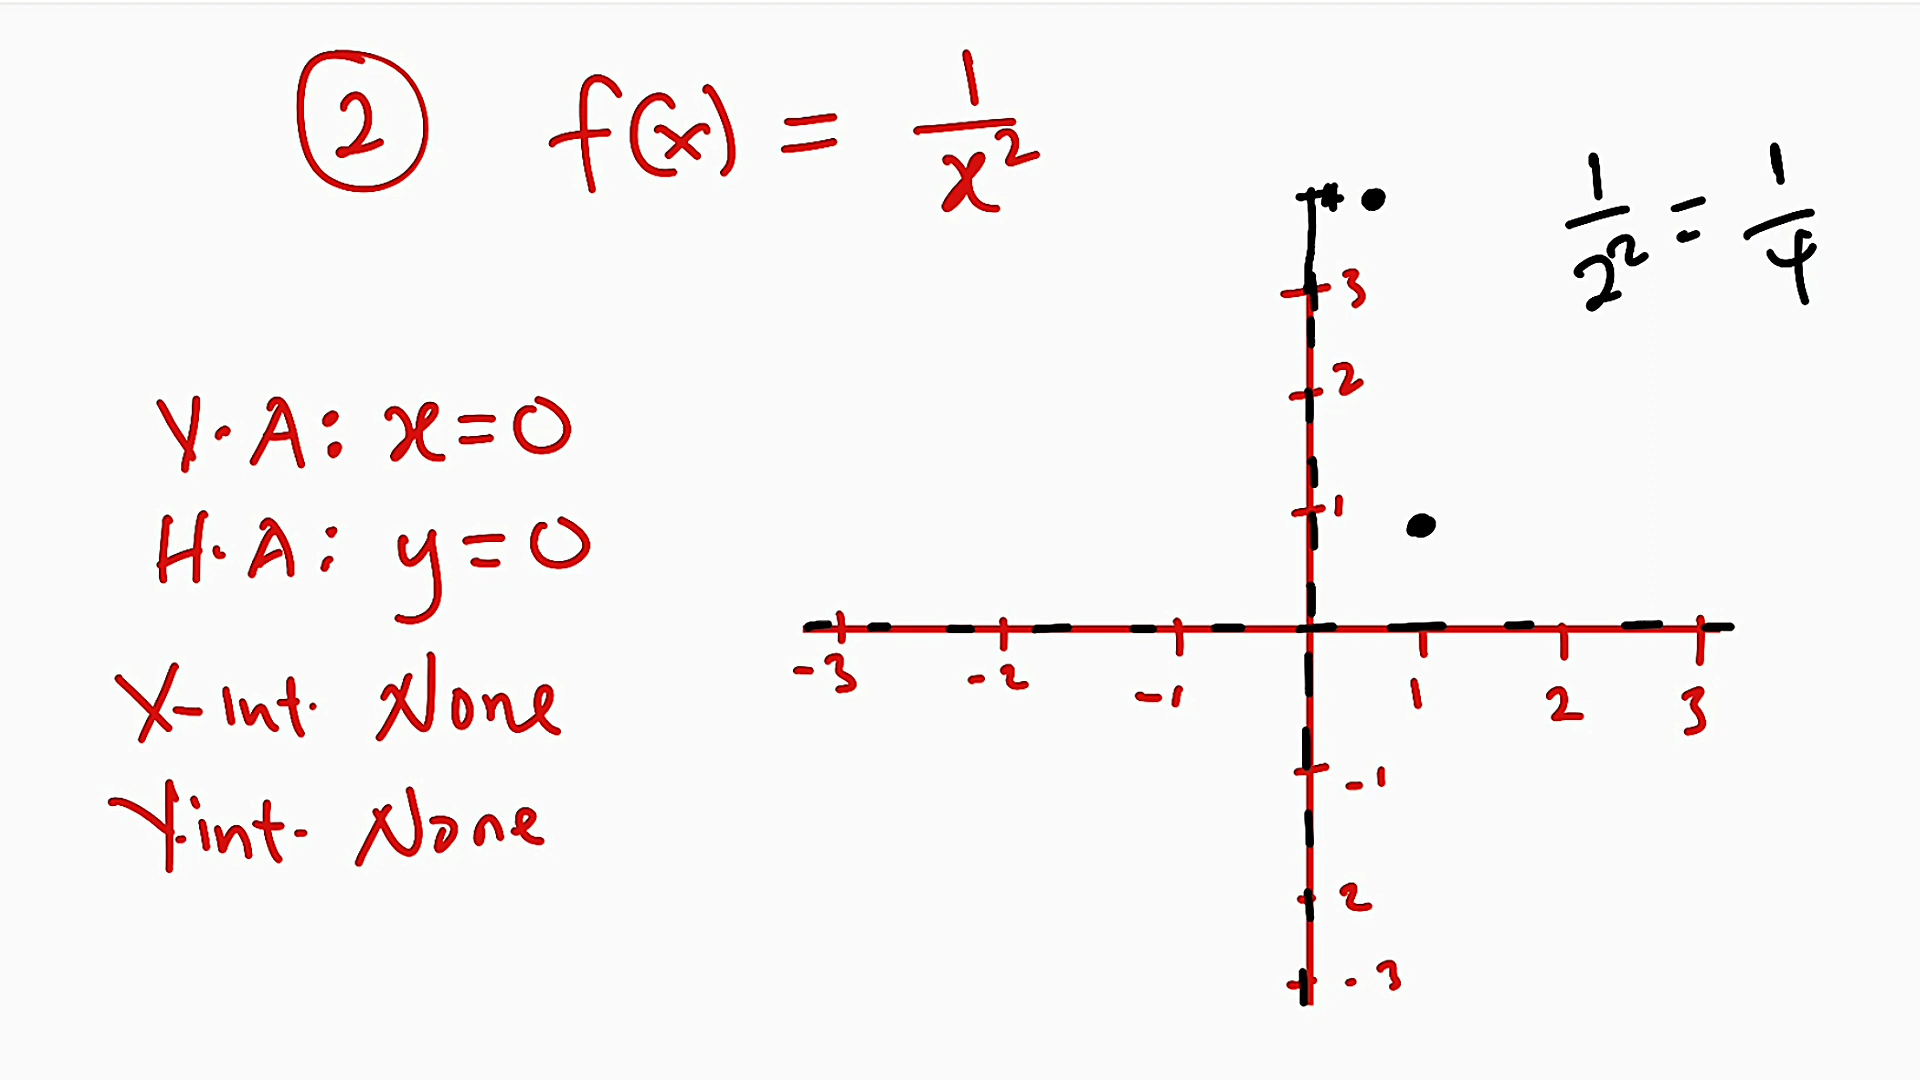 ② f(x) = 1/x²
1/2² = 1/4
V.A: x=0
H.A: y=0
X-int. None
Y-int. None
4
3
2
1
-3 -2 -1 1 2 3
-1
2
-3